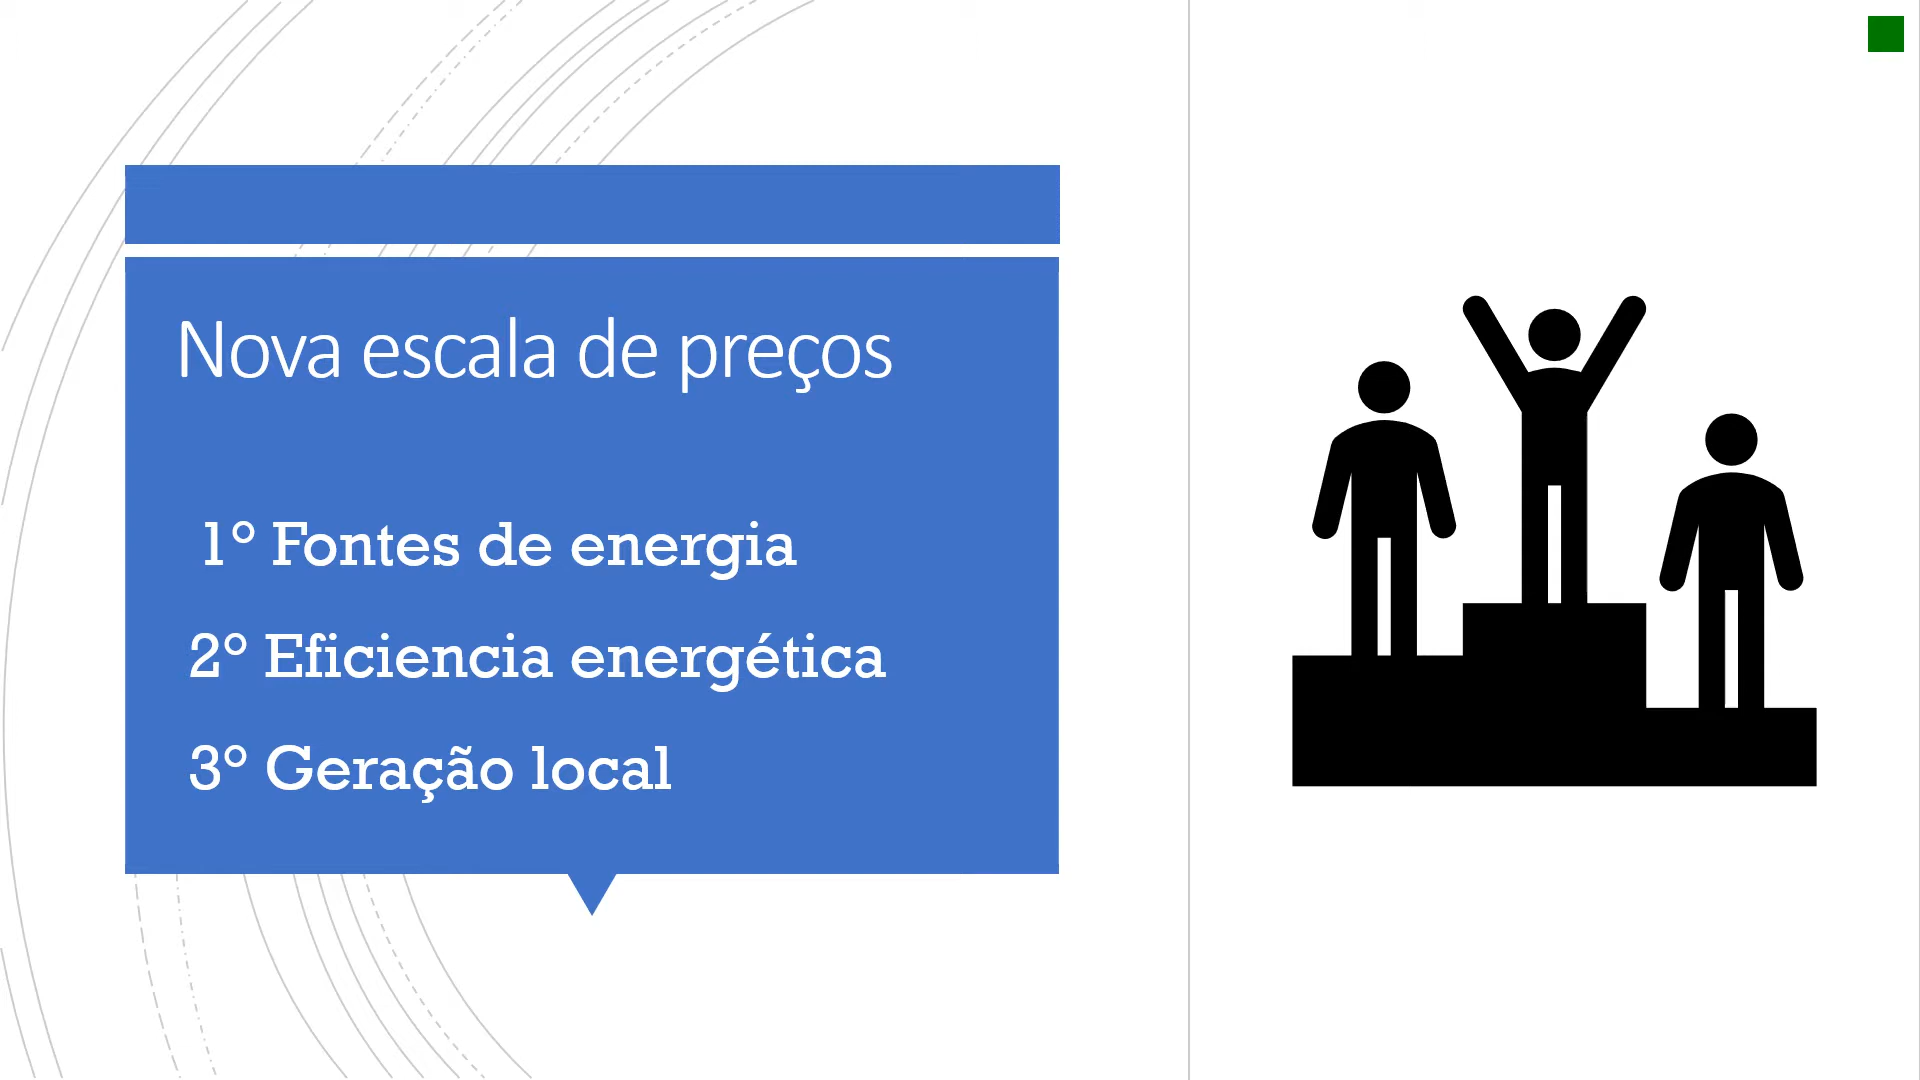 Nova escala de preços
1° Fontes de energia
2° Eficiencia energética
3° Geração local